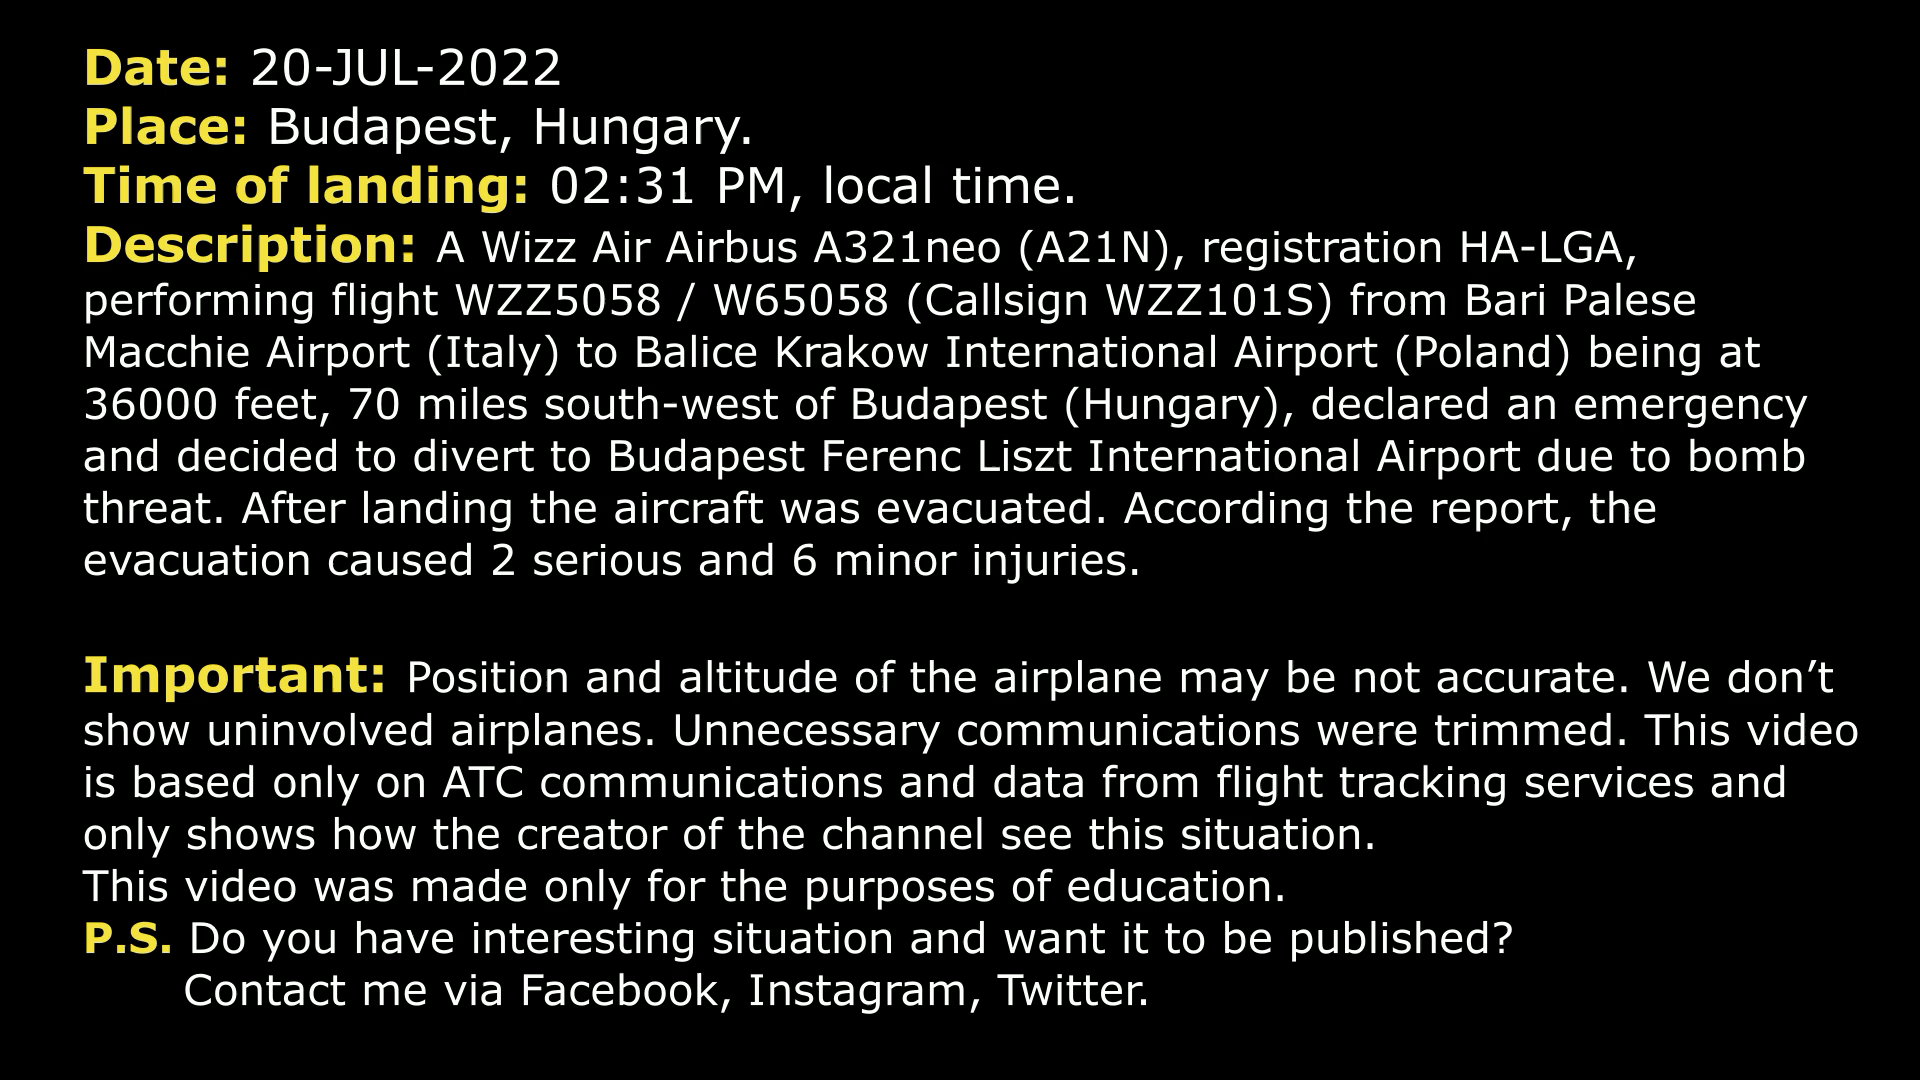 Date: 20-JUL-2022
Place: Budapest, Hungary.
Time of landing: 02:31 PM, local time.
Description: A Wizz Air Airbus A321neo (A21N), registration HA-LGA,
performing flight WZZ5058 / W65058 (Callsign WZZ101S) from Bari Palese
Macchie Airport (Italy) to Balice Krakow International Airport (Poland) being at
36000 feet, 70 miles south-west of Budapest (Hungary), declared an emergency
and decided to divert to Budapest Ferenc Liszt International Airport due to bomb
threat. After landing the aircraft was evacuated. According the report, the
evacuation caused 2 serious and 6 minor injuries.
Important: Position and altitude of the airplane may be not accurate. We don’t
show uninvolved airplanes. Unnecessary communications were trimmed. This video
is based only on ATC communications and data from flight tracking services and
only shows how the creator of the channel see this situation.
This video was made only for the purposes of education.
P.S. Do you have interesting situation and want it to be published?
Contact me via Facebook, Instagram, Twitter.